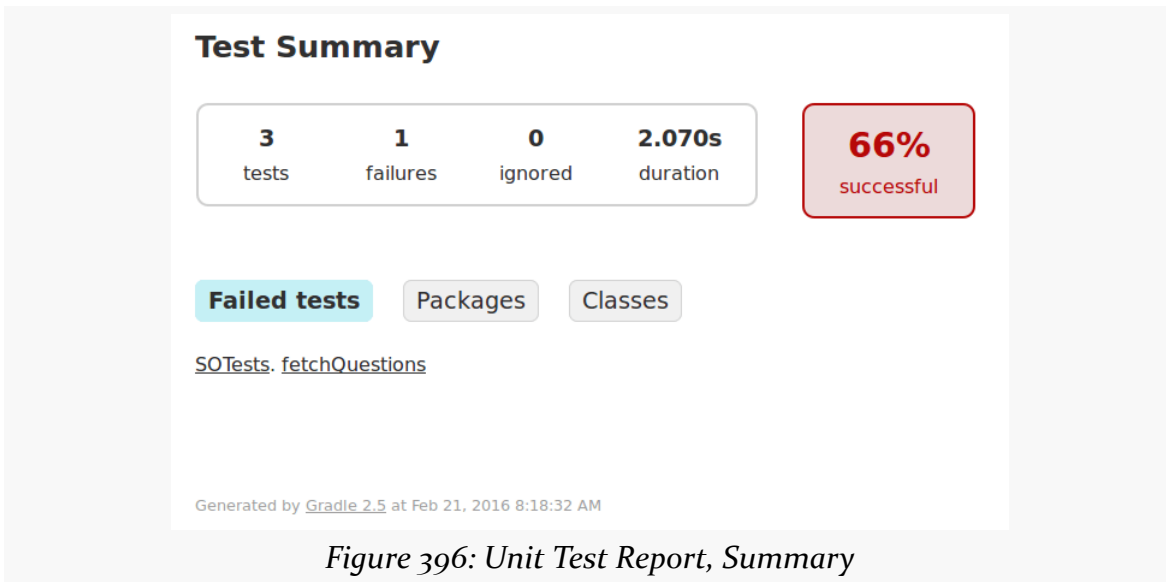 Test Summary
3 1 0 2.070s
tests failures ignored duration
66%
successful
Failed tests Packages Classes
SOTests. fetchQuestions
Generated by Gradle 2.5 at Feb 21, 2016 8:18:32 AM
Figure 396: Unit Test Report, Summary